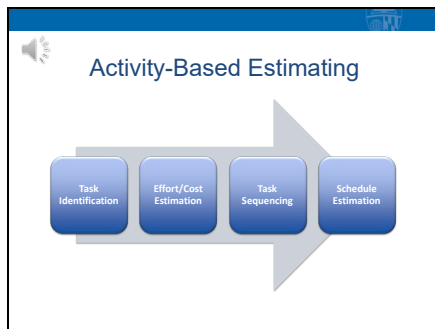 Activity-Based Estimating
Task
Identification
Effort/Cost
Estimation
Task
Sequencing
Schedule
Estimation